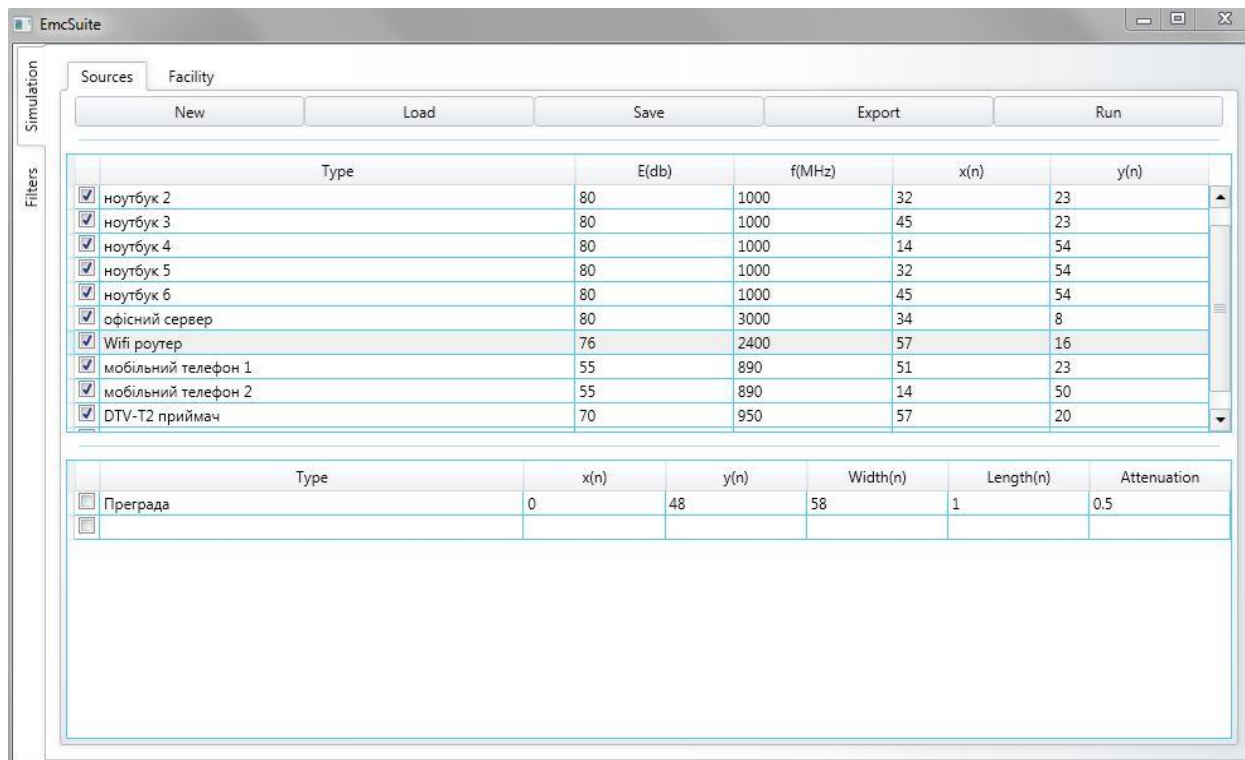 EmcSuite
Simulation
Filters
Sources Facility
New Load Save Export Run
Type E(db) f(MHz) x(n) y(n)
ноутбук 2 80 1000 32 23
ноутбук 3 80 1000 45 23
ноутбук 4 80 1000 14 54
ноутбук 5 80 1000 32 54
ноутбук 6 80 1000 45 54
офісний сервер 80 3000 34 8
Wifi роутер 76 2400 57 16
мобільний телефон 1 55 890 51 23
мобільний телефон 2 55 890 14 50
DTV-T2 приймач 70 950 57 20
Type x(n) y(n) Width(n) Length(n) Attenuation
Преграда 0 48 58 1 0.5